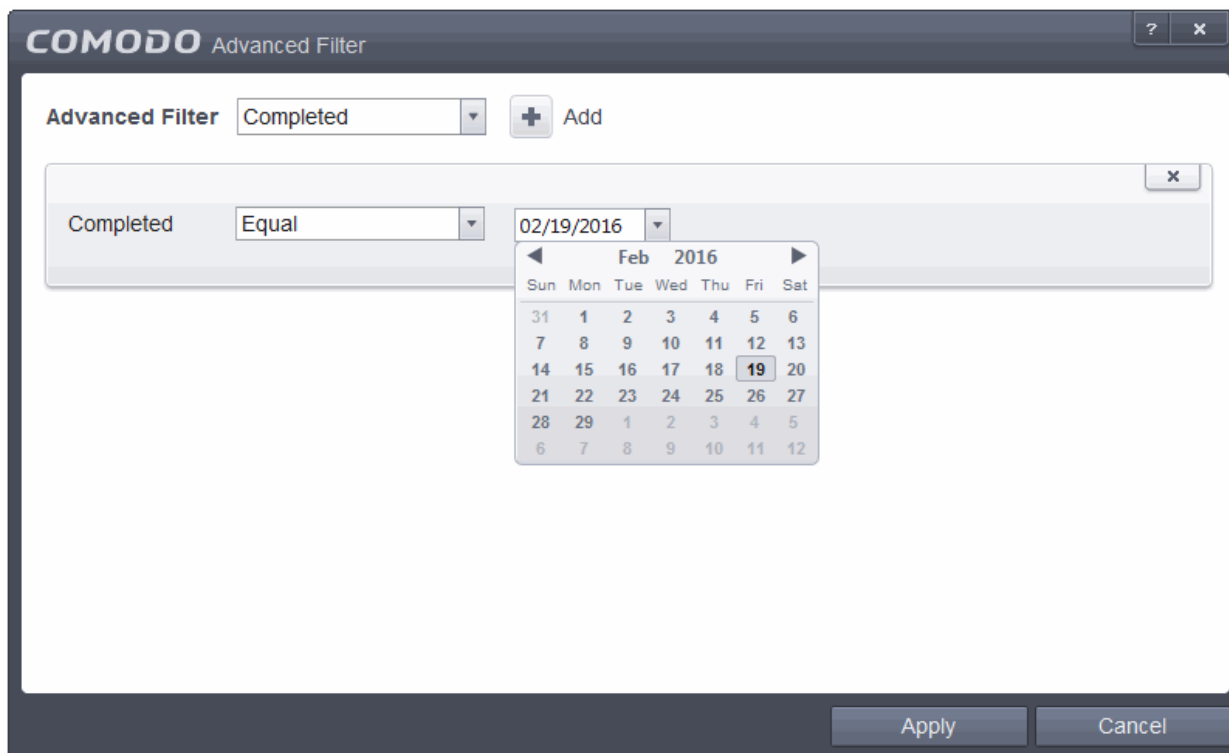 COMODO Advanced Filter ? ×
Advanced Filter Completed + Add
×
Completed Equal 02/19/2016
Feb 2016
Sun Mon Tue Wed Thu Fri Sat
31 1 2 3 4 5 6
7 8 9 10 11 12 13
14 15 16 17 18 19 20
21 22 23 24 25 26 27
28 29 1 2 3 4 5
6 7 8 9 10 11 12
Apply Cancel